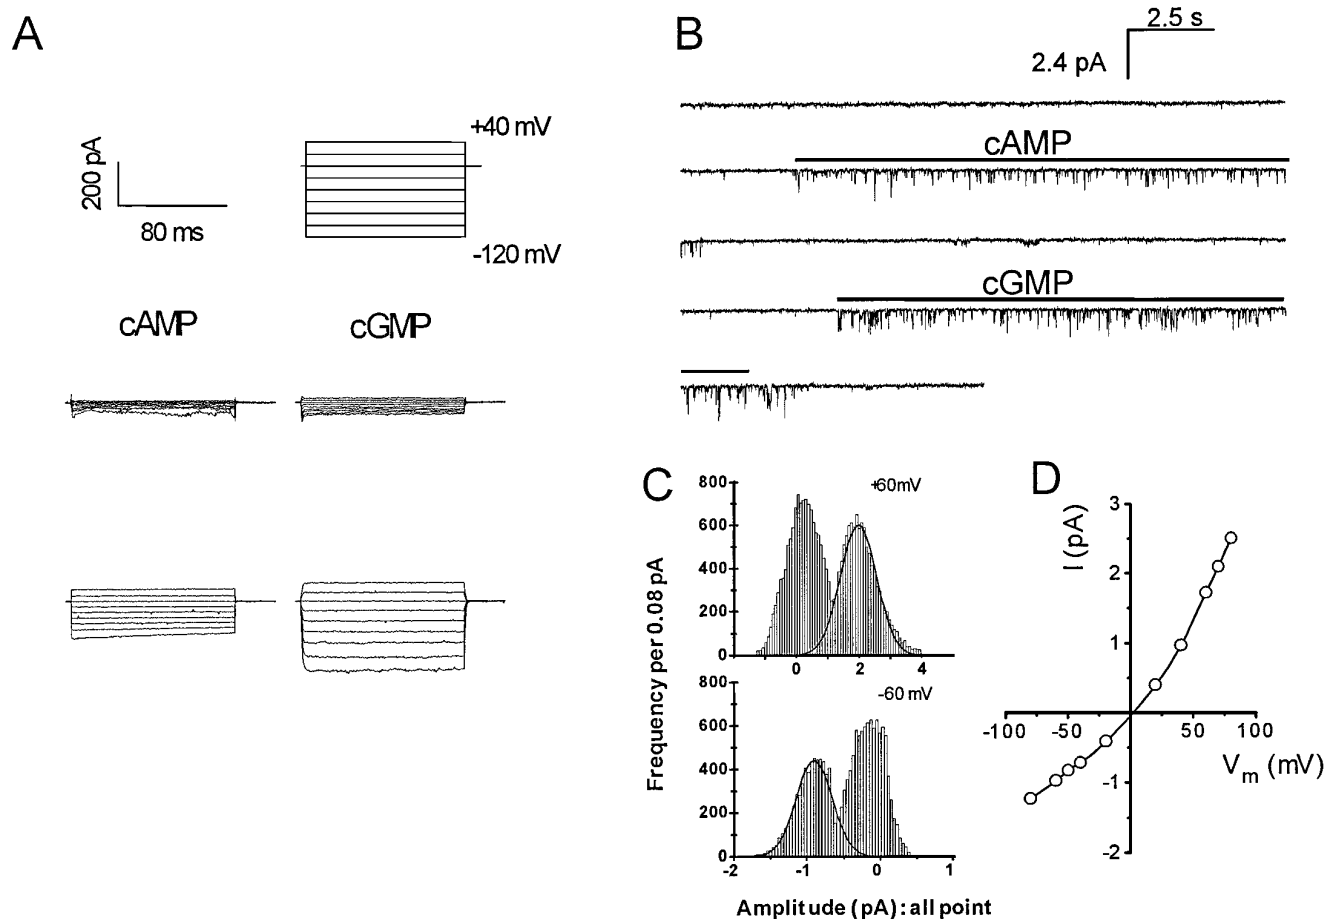 A
+40 mV
200 pA
80 ms
-120 mV
cAMP
cGMP
B
2.5 s
2.4 pA
cAMP
cGMP
C
800
600
400
200
0
+60mV
0
2
4
800
600
400
200
0
-60 mV
-2
-1
0
1
Frequency per 0.08 pA
Amplitude (pA): all point
D
I (pA)
3
2
1
-1
-2
-100
-50
50
100
Vm (mV)